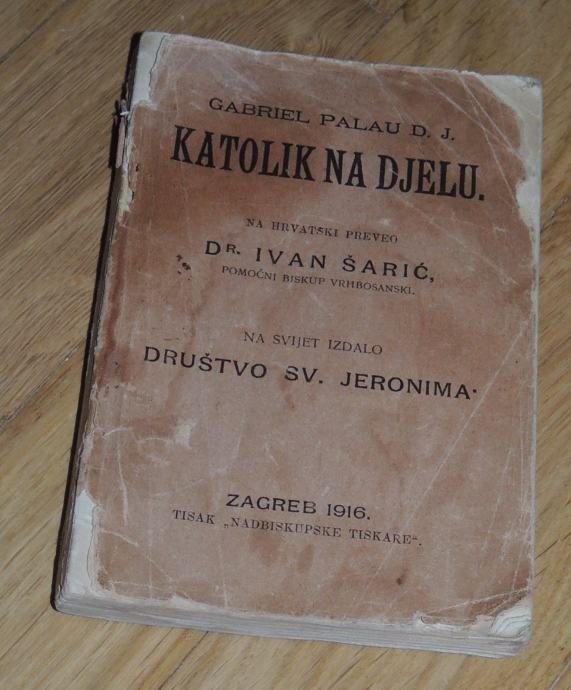 GABRIEL PALAU D. J.
KATOLIK NA DJELU.
NA HRVATSKI PREVEO
DR. IVAN ŠARIĆ,
POMOĆNI BISKUP VRHBOSANSKI.
NA SVIJET IZDALO
DRUŠTVO SV. JERONIMA.
ZAGREB 1916.
TISAK „NADBISKUPSKE TISKARE".